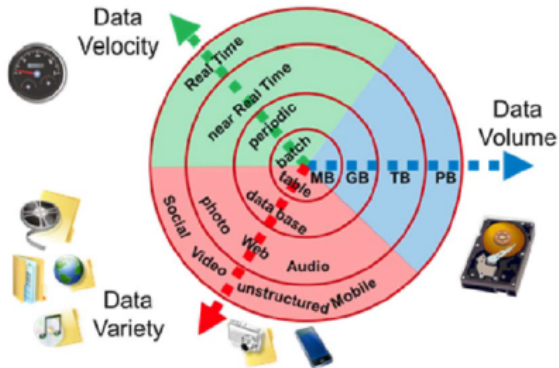 Data
Velocity
Real Time
near Real Time
periodic
batch
Data
Volume
MB GB TB PB
table
data base
photo Web Audio
Social Video unstructured/Mobile
Data
Variety